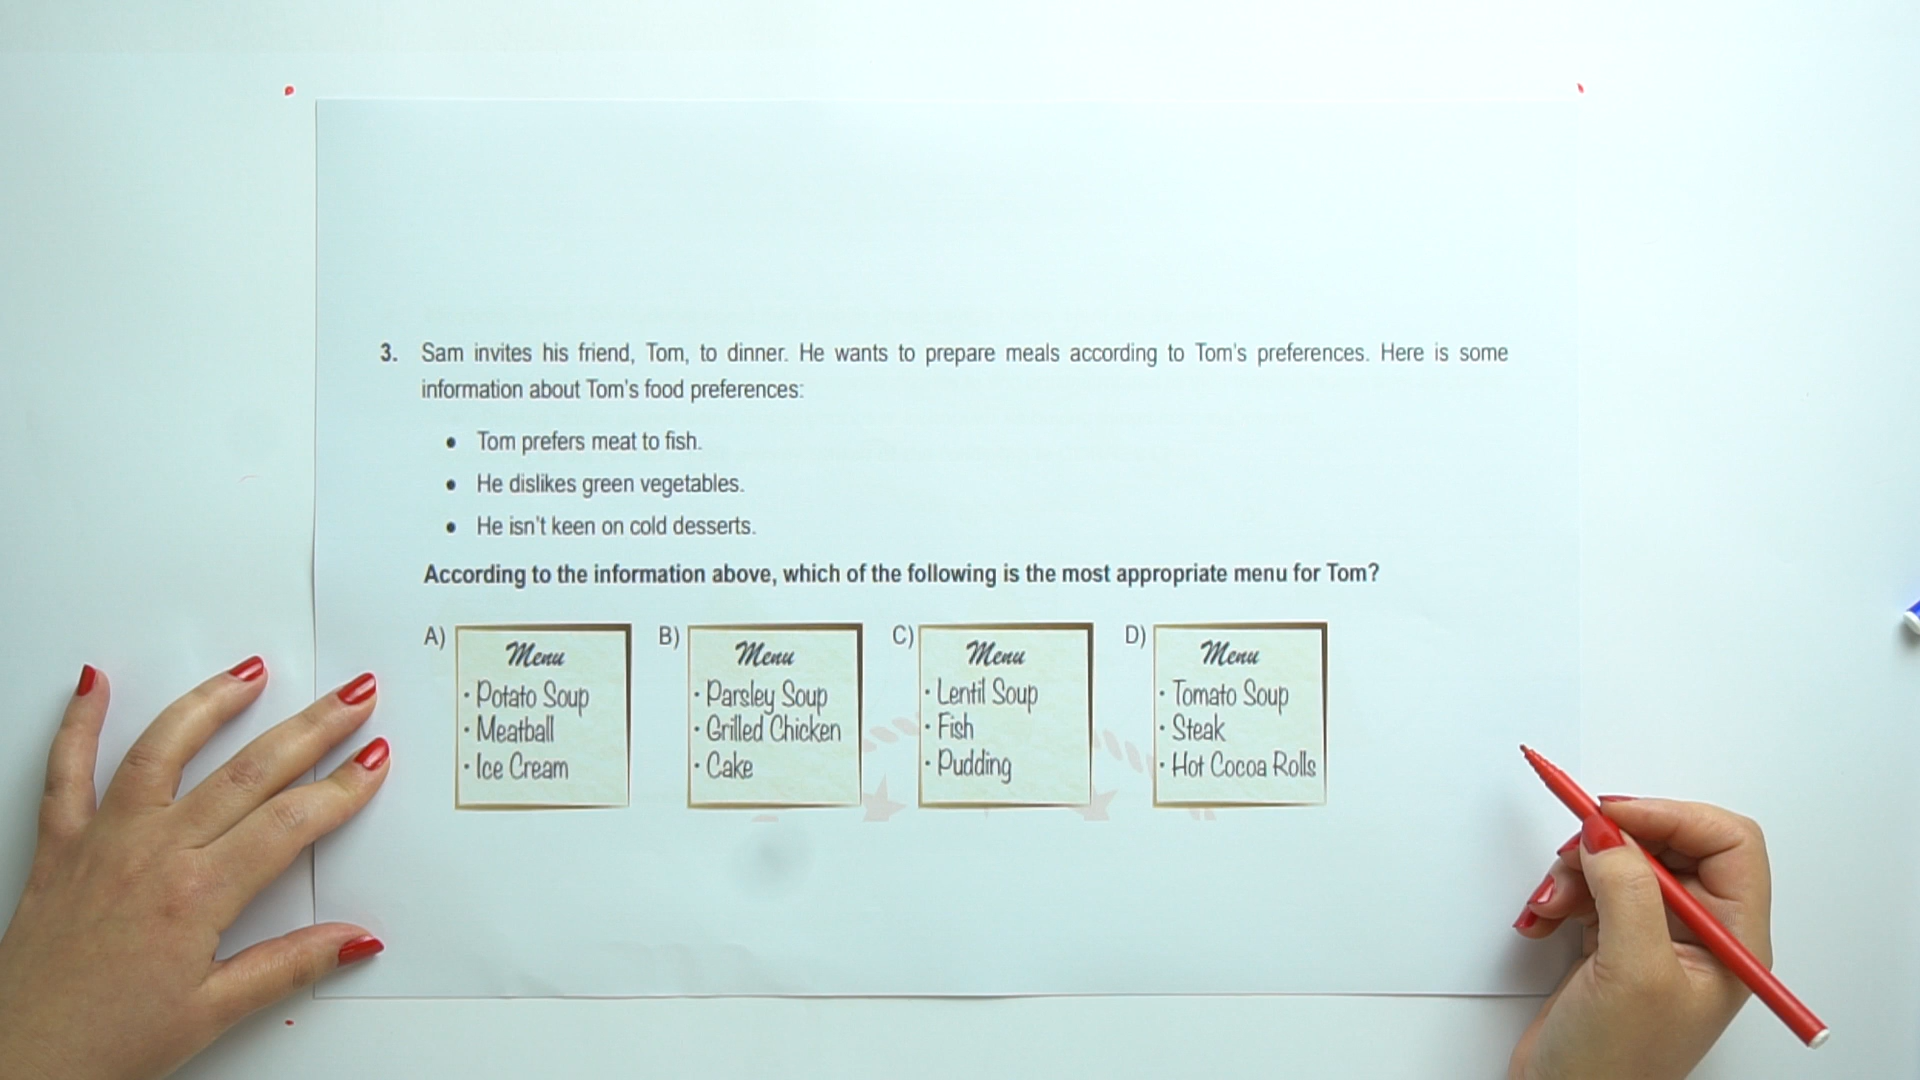 3. Sam invites his friend, Tom, to dinner. He wants to prepare meals according to Tom's preferences. Here is some
information about Tom's food preferences:
• Tom prefers meat to fish.
• He dislikes green vegetables.
• He isn't keen on cold desserts.
According to the information above, which of the following is the most appropriate menu for Tom?
A)
Menu
· Potato Soup
· Meatball
· Ice Cream
B)
Menu
· Parsley Soup
· Grilled Chicken
· Cake
C)
Menu
· Lentil Soup
· Fish
· Pudding
D)
Menu
· Tomato Soup
· Steak
· Hot Cocoa Rolls